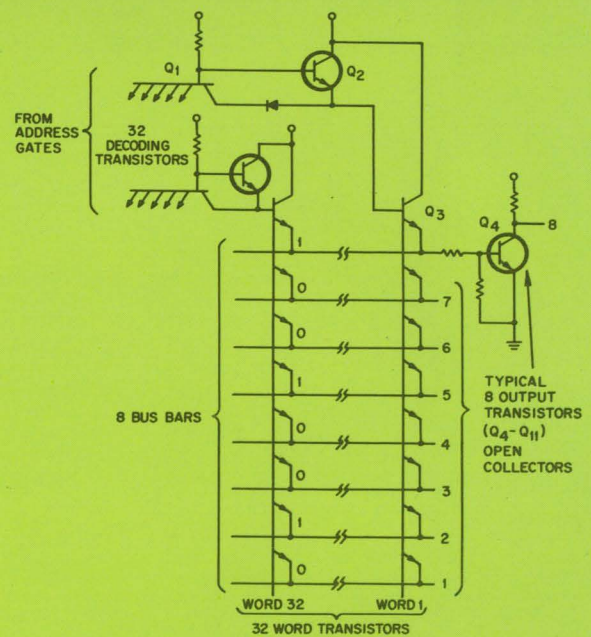 Q1
Q2
FROM
ADDRESS
GATES
32
DECODING
TRANSISTORS
Q3
Q4
8
1
0
7
0
6
1
5
8 BUS BARS
0
4
0
3
1
2
0
1
TYPICAL
8 OUTPUT
TRANSISTORS
(Q4-Q11)
OPEN
COLLECTORS
WORD 32
WORD 1
32 WORD TRANSISTORS